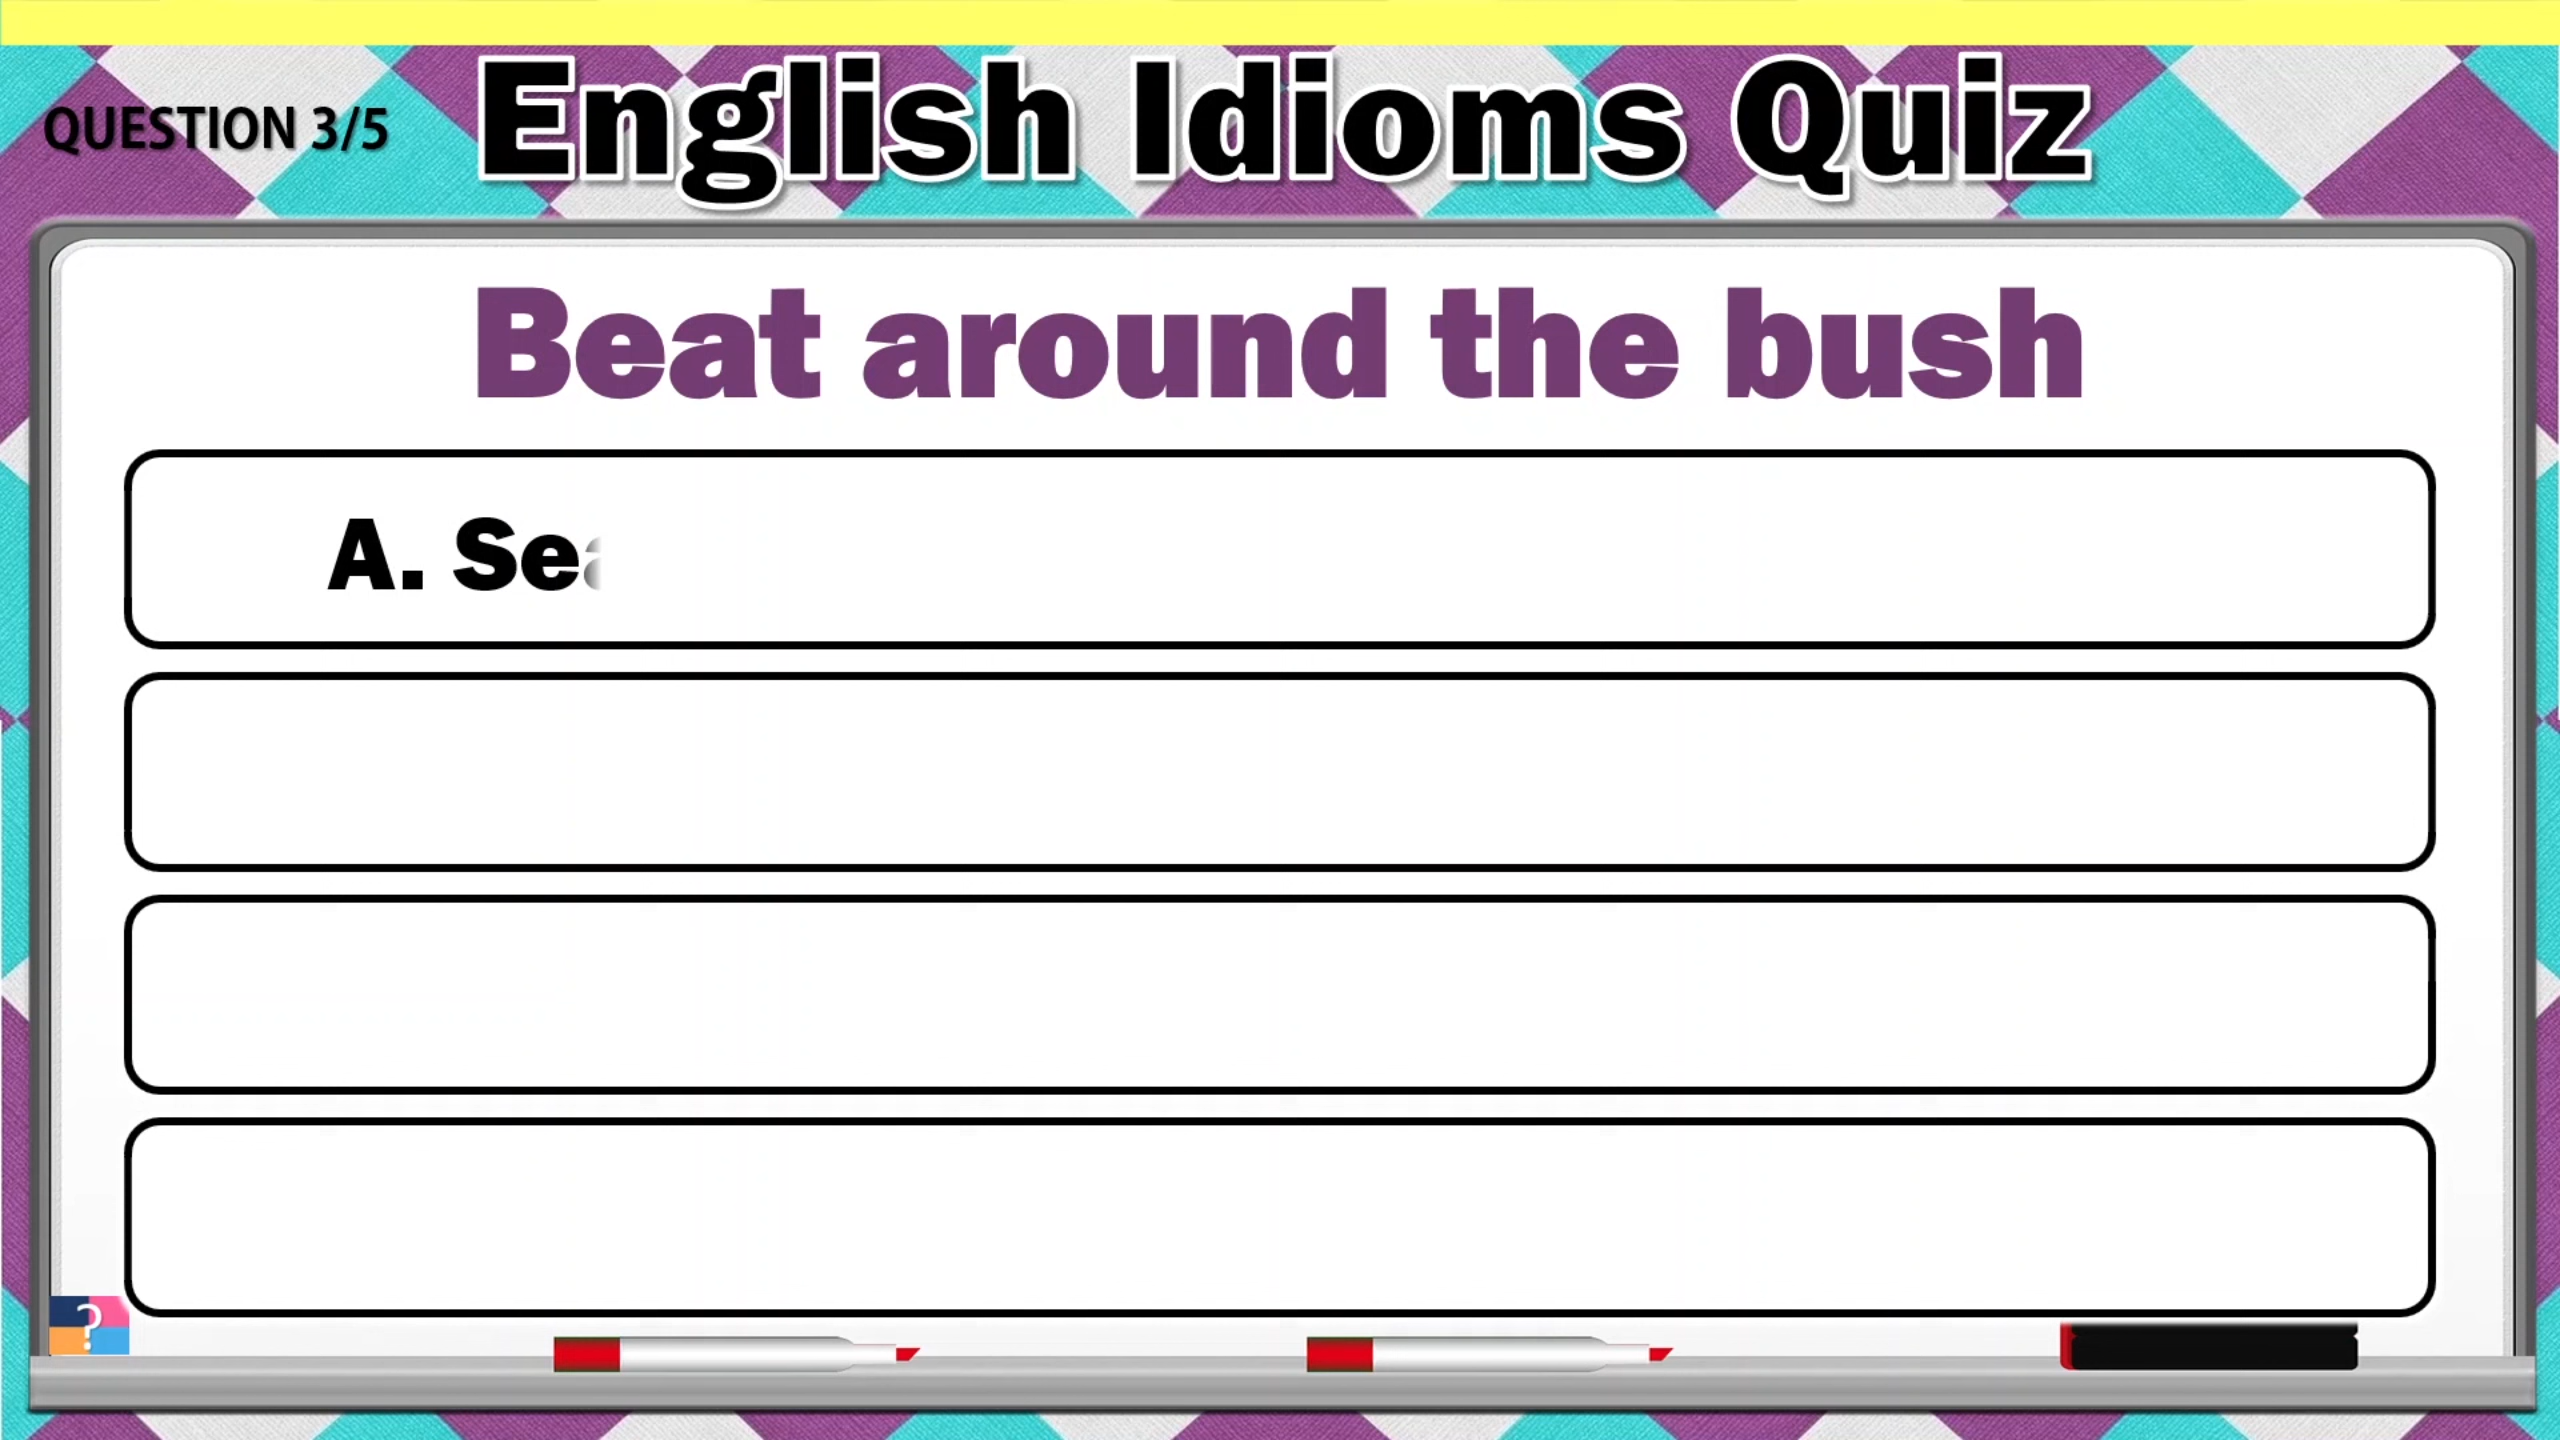 QUESTION 3/5
English Idioms Quiz
Beat around the bush
A. Se
?